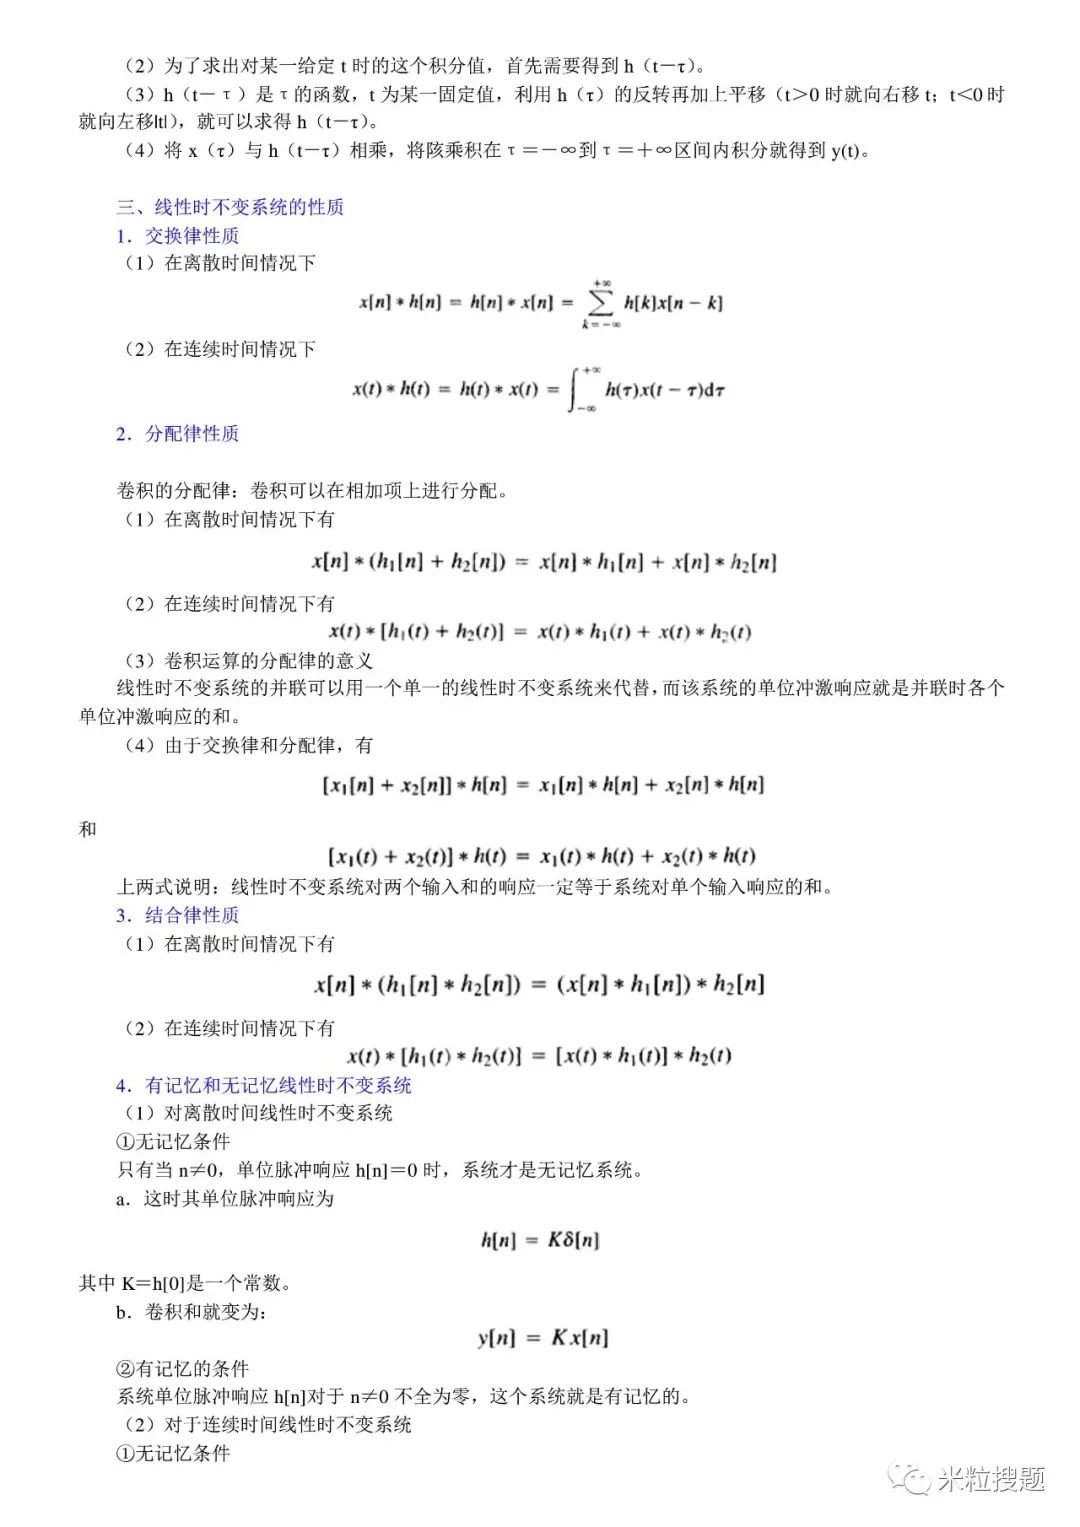 （2）为了求出对某一给定 t 时的这个积分值，首先需要得到 h（t－τ）。
（3）h（t－τ）是τ的函数，t 为某一固定值，利用 h（τ）的反转再加上平移（t＞0 时就向右移 t；t＜0 时
就向左移|t|），就可以求得 h（t－τ）。
（4）将 x（τ）与 h（t－τ）相乘，将该乘积在τ＝－∞到τ＝＋∞区间内积分就得到 y(t)。
三、线性时不变系统的性质
1．交换律性质
（1）在离散时间情况下
x[n] * h[n] = h[n] * x[n] = \sum_{k=-∞}^{+∞} h[k]x[n − k]
（2）在连续时间情况下
x(t) * h(t) = h(t) * x(t) = \int_{-∞}^{+∞} h(τ)x(t − τ)dτ
2．分配律性质
卷积的分配律：卷积可以在相加项上进行分配。
（1）在离散时间情况下有
x[n] * (h₁[n] + h₂[n]) = x[n] * h₁[n] + x[n] * h₂[n]
（2）在连续时间情况下有
x(t) * [h₁(t) + h₂(t)] = x(t) * h₁(t) + x(t) * h₂(t)
（3）卷积运算的分配律的意义
线性时不变系统的并联可以用一个单一的线性时不变系统来代替，而该系统的单位冲激响应就是并联时各个
单位冲激响应的和。
（4）由于交换律和分配律，有
[x₁[n] + x₂[n]] * h[n] = x₁[n] * h[n] + x₂[n] * h[n]
和
[x₁(t) + x₂(t)] * h(t) = x₁(t) * h(t) + x₂(t) * h(t)
上两式说明：线性时不变系统对两个输入和的响应一定等于系统对单个输入响应的和。
3．结合律性质
（1）在离散时间情况下有
x[n] * (h₁[n] * h₂[n]) = (x[n] * h₁[n]) * h₂[n]
（2）在连续时间情况下有
x(t) * [h₁(t) * h₂(t)] = [x(t) * h₁(t)] * h₂(t)
4．有记忆和无记忆线性时不变系统
（1）对离散时间线性时不变系统
①无记忆条件
只有当 n≠0，单位脉冲响应 h[n]＝0 时，系统才是无记忆系统。
a．这时其单位脉冲响应为
h[n] = Kδ[n]
其中 K＝h[0]是一个常数。
b．卷积和就变为：
y[n] = Kx[n]
②有记忆的条件
系统单位脉冲响应 h[n]对于 n≠0 不全为零，这个系统就是有记忆的。
（2）对于连续时间线性时不变系统
①无记忆条件
米粒搜题